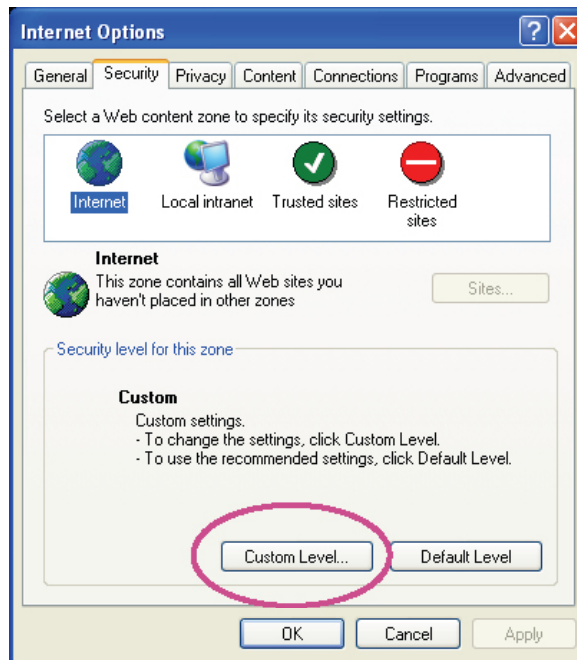 Internet Options
General Security Privacy Content Connections Programs Advanced
Select a Web content zone to specify its security settings.
Internet Local intranet Trusted sites Restricted
sites
Internet
This zone contains all Web sites you
haven't placed in other zones
Sites...
Security level for this zone
Custom
Custom settings.
- To change the settings, click Custom Level.
- To use the recommended settings, click Default Level.
Custom Level... Default Level
OK Cancel Apply